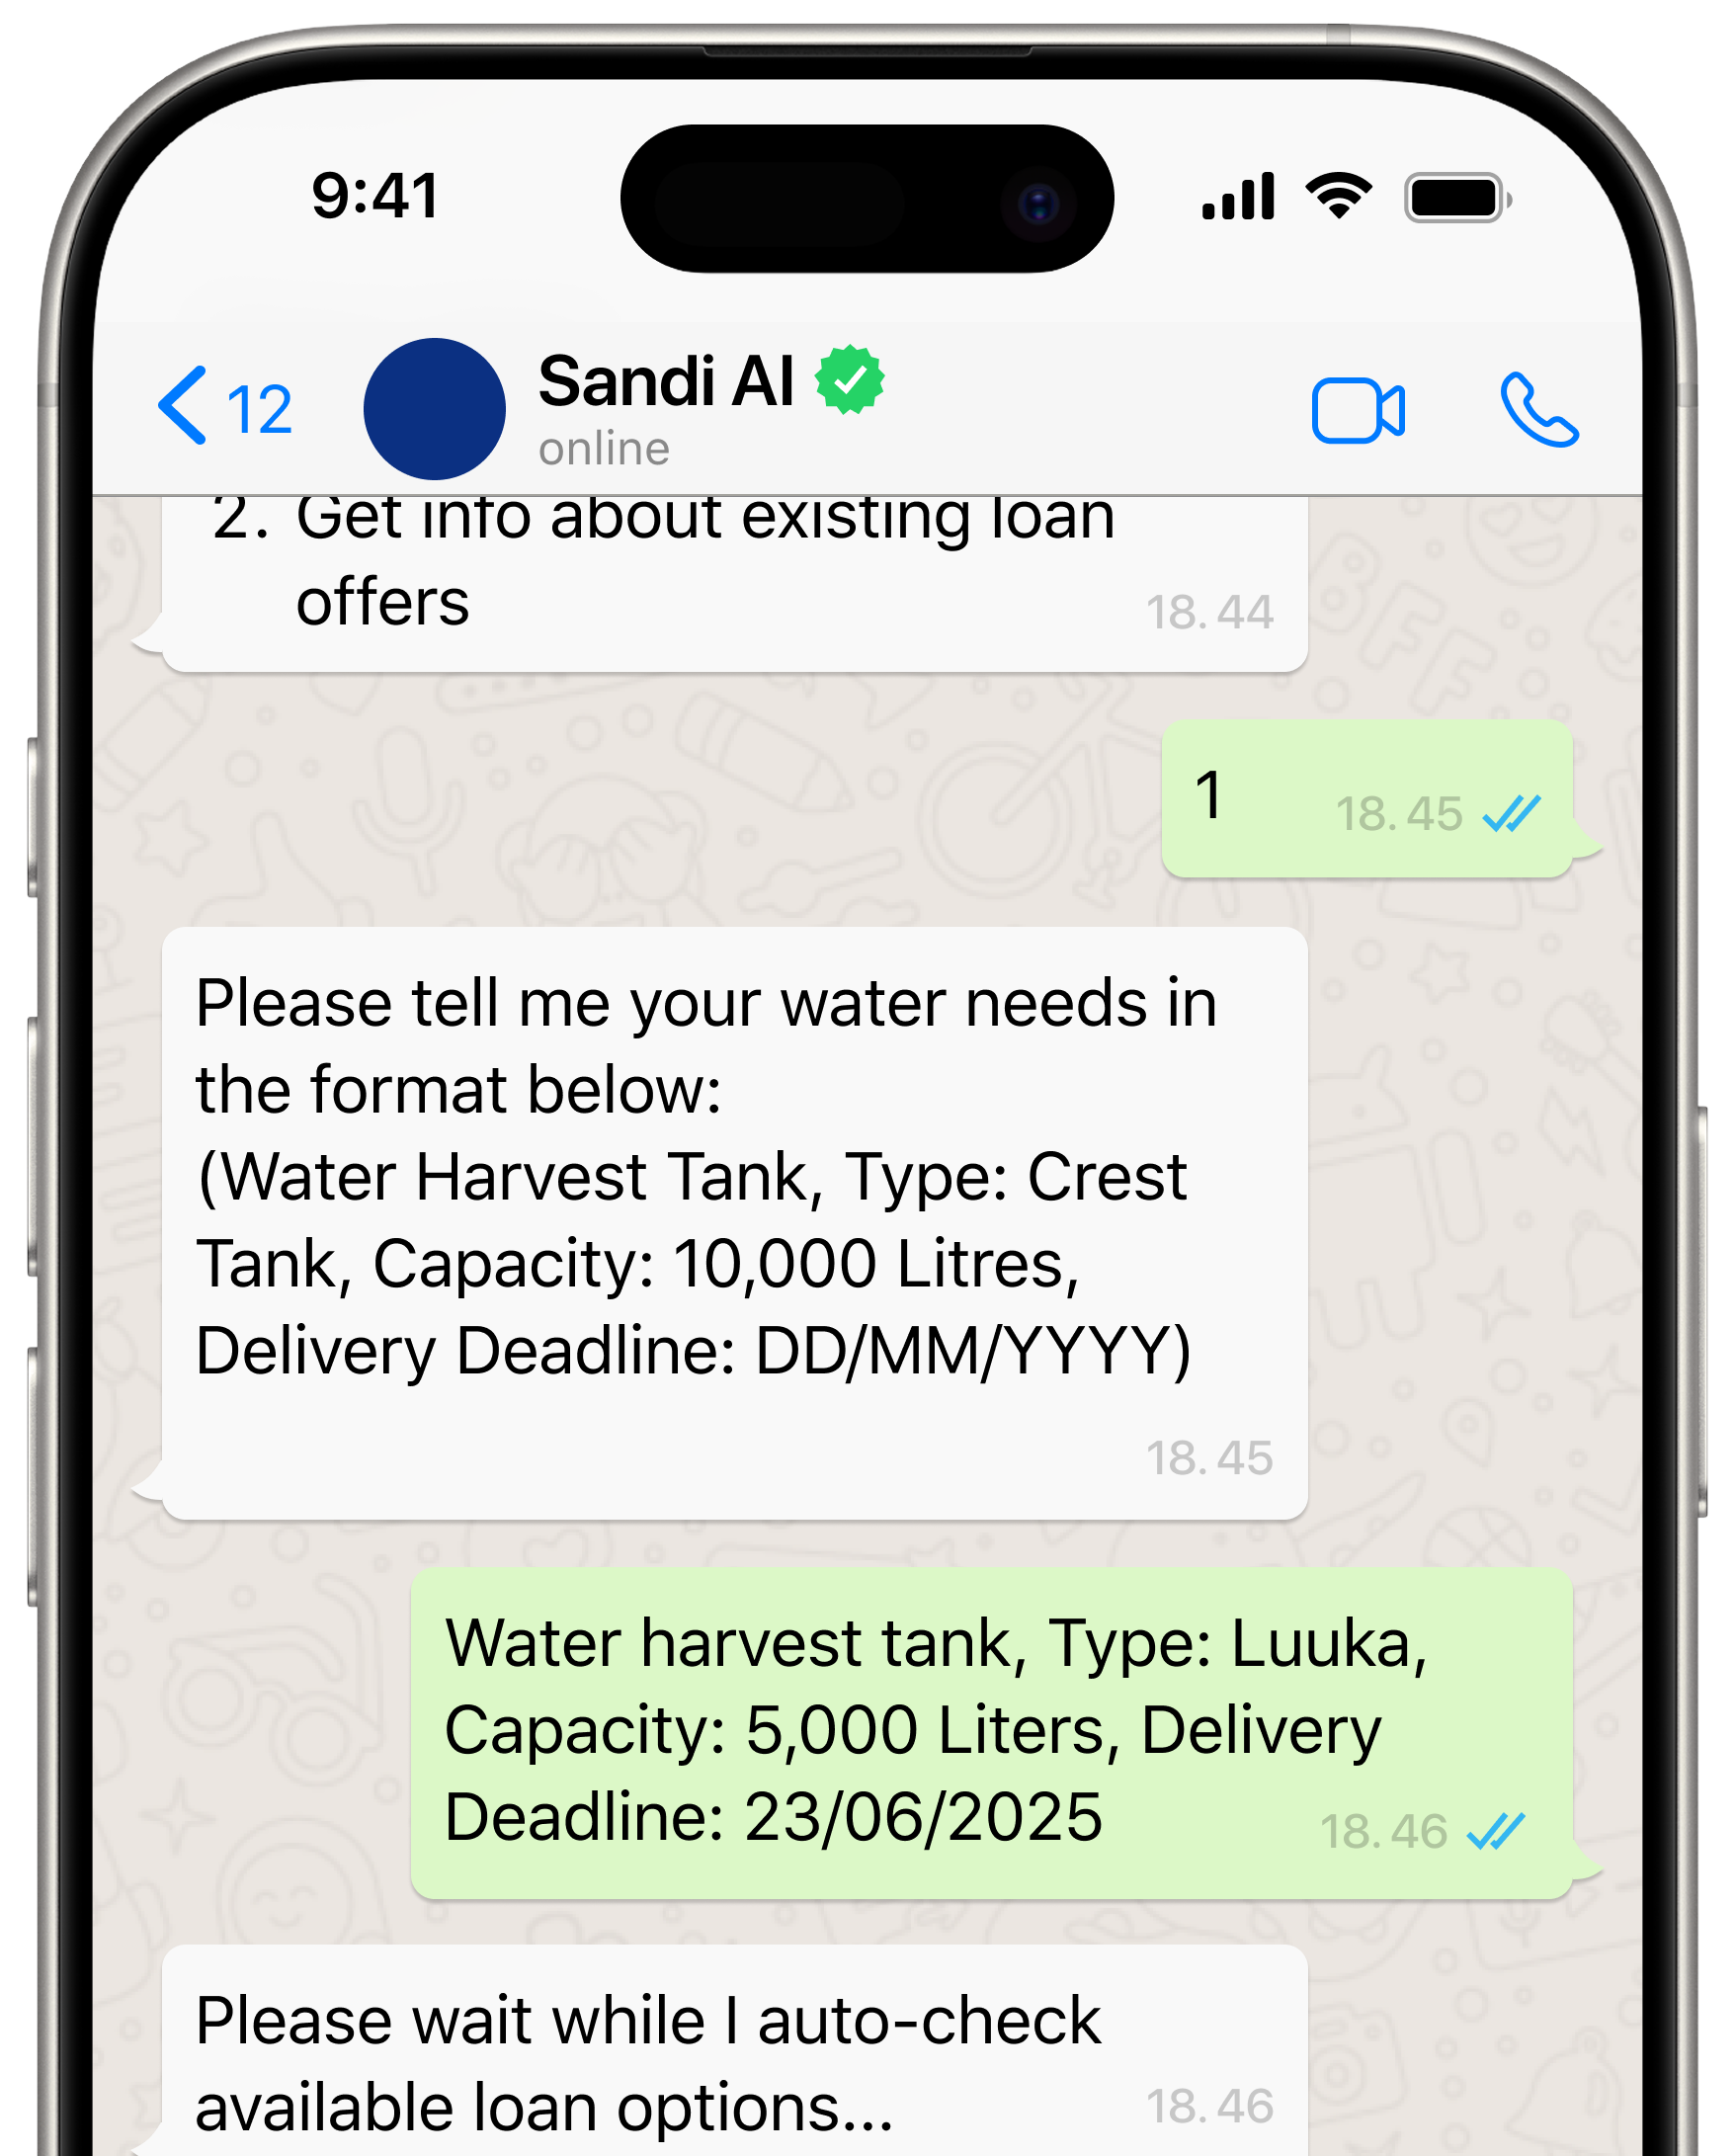 9:41
12
Sandi AI
online
2. Get info about existing loan
offers
18.44
1
18.45
Please tell me your water needs in
the format below:
(Water Harvest Tank, Type: Crest
Tank, Capacity: 10,000 Litres,
Delivery Deadline: DD/MM/YYYY)
18.45
Water harvest tank, Type: Luuka,
Capacity: 5,000 Liters, Delivery
Deadline: 23/06/2025
18.46
Please wait while I auto-check
available loan options...
18.46